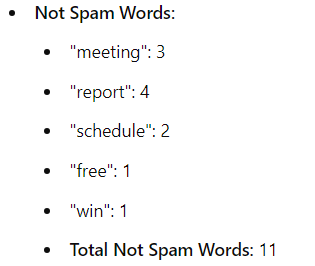 • Not Spam Words:
• "meeting": 3
• "report": 4
• "schedule": 2
• "free": 1
• "win": 1
• Total Not Spam Words: 11